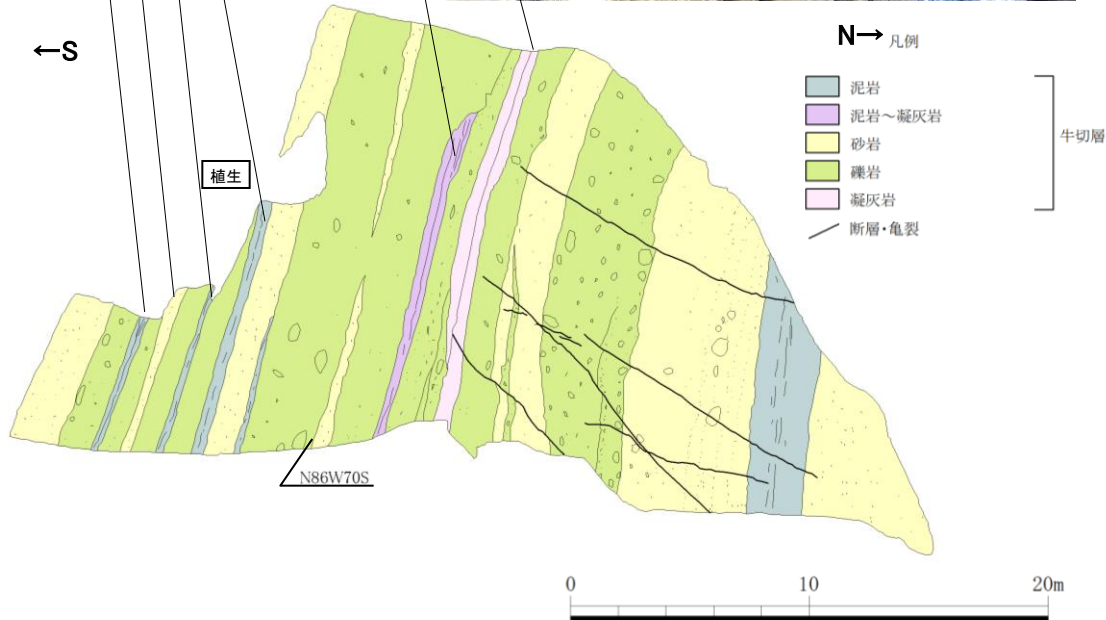 ←S
N→ 凡例
泥岩
泥岩～凝灰岩
砂岩
礫岩
凝灰岩
断層・亀裂
牛切層
植生
N86W70S
0 10 20m